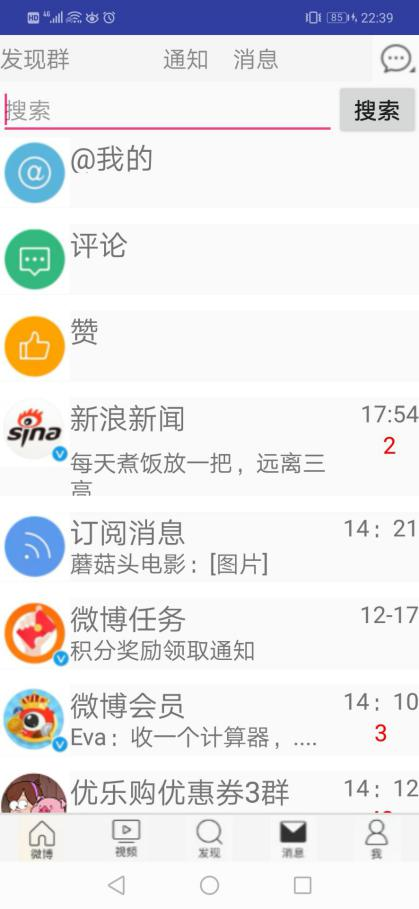 HD 4G 85 22:39
发现群 通知 消息
搜索 搜索
@我的
评论
赞
新浪新闻 17:54
sina 2
每天煮饭放一把，远离三
高
订阅消息 14：21
蘑菇头电影：[图片]
微博任务 12-17
积分奖励领取通知
微博会员 14：10
Eva：收一个计算器，.... 3
优乐购优惠券3群 14：12
微博 视频 发现 消息 我